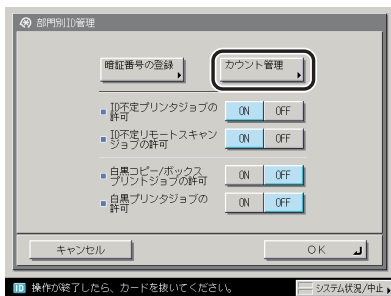 部門別ID管理
暗証番号の登録
カウント管理
ID不定プリンタジョブの
許可
ON OFF
ID不定リモートスキャン
ジョブの許可
ON OFF
白黒コピー/ボックス
プリントジョブの許可
ON OFF
白黒プリンタジョブの
許可
ON OFF
キャンセル
OK
ID 操作が終了したら、カードを抜いてください。
システム状況/中止